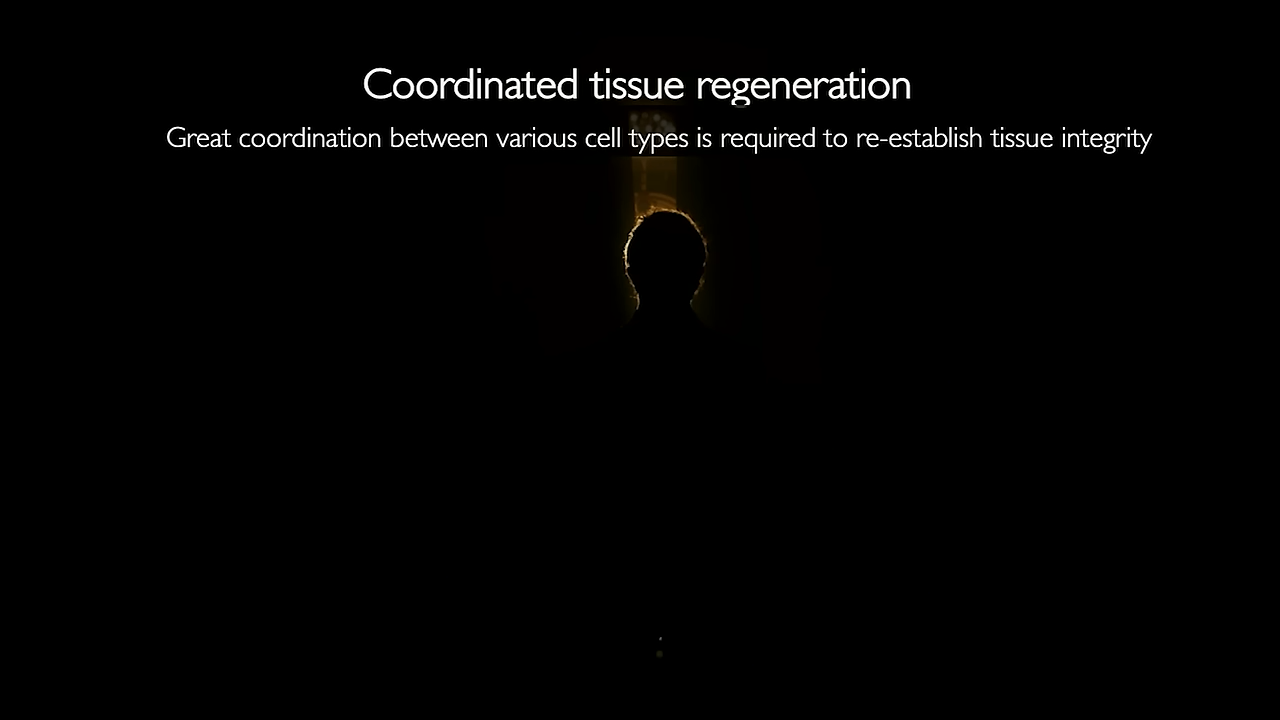 Coordinated tissue regeneration
Great coordination between various cell types is required to re-establish tissue integrity